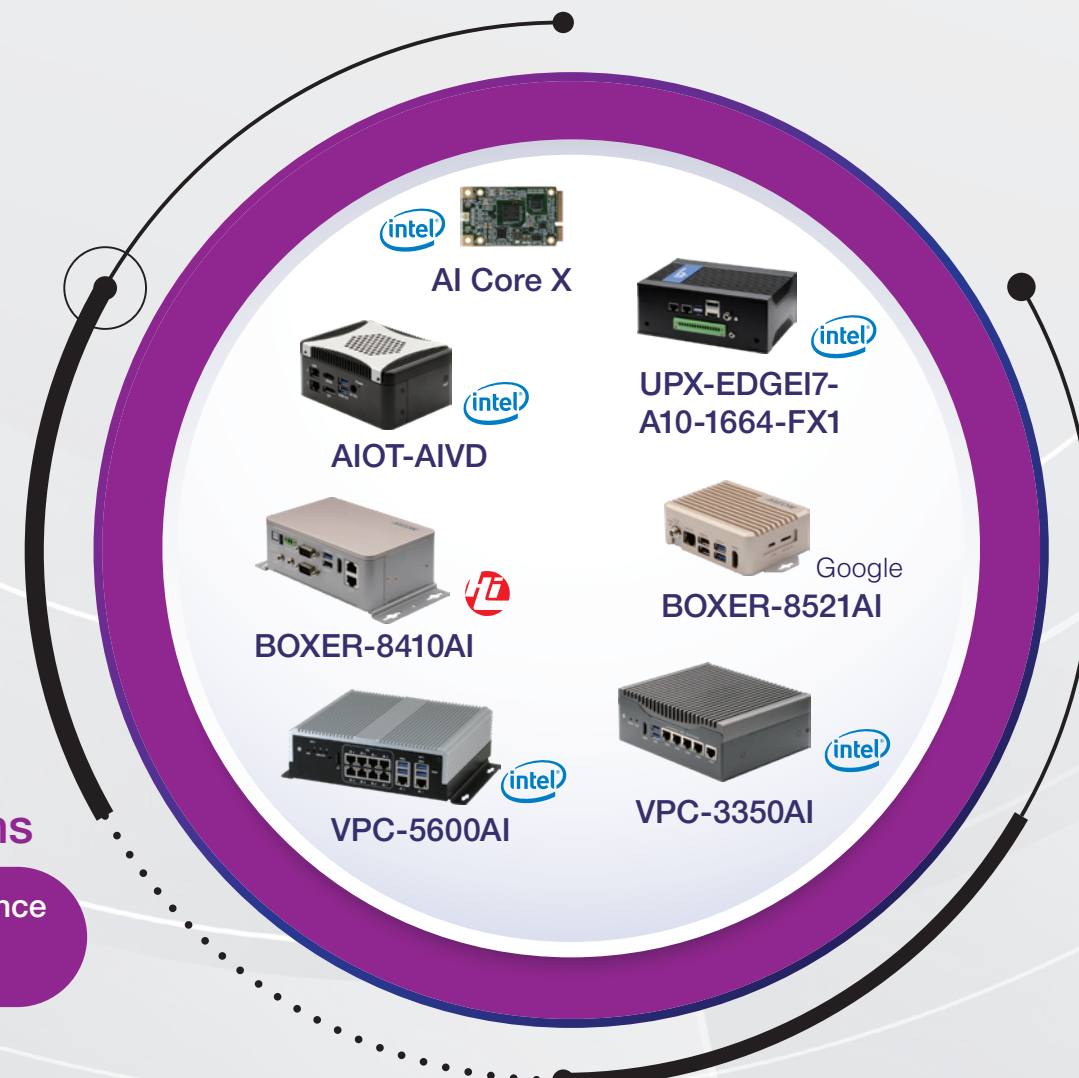 intel
AI Core X
intel
UPX-EDGEI7-
A10-1664-FX1
intel
AIOT-AIVD
Google
BOXER-8521AI
Hi
BOXER-8410AI
intel
VPC-5600AI
intel
VPC-3350AI
ns
nce